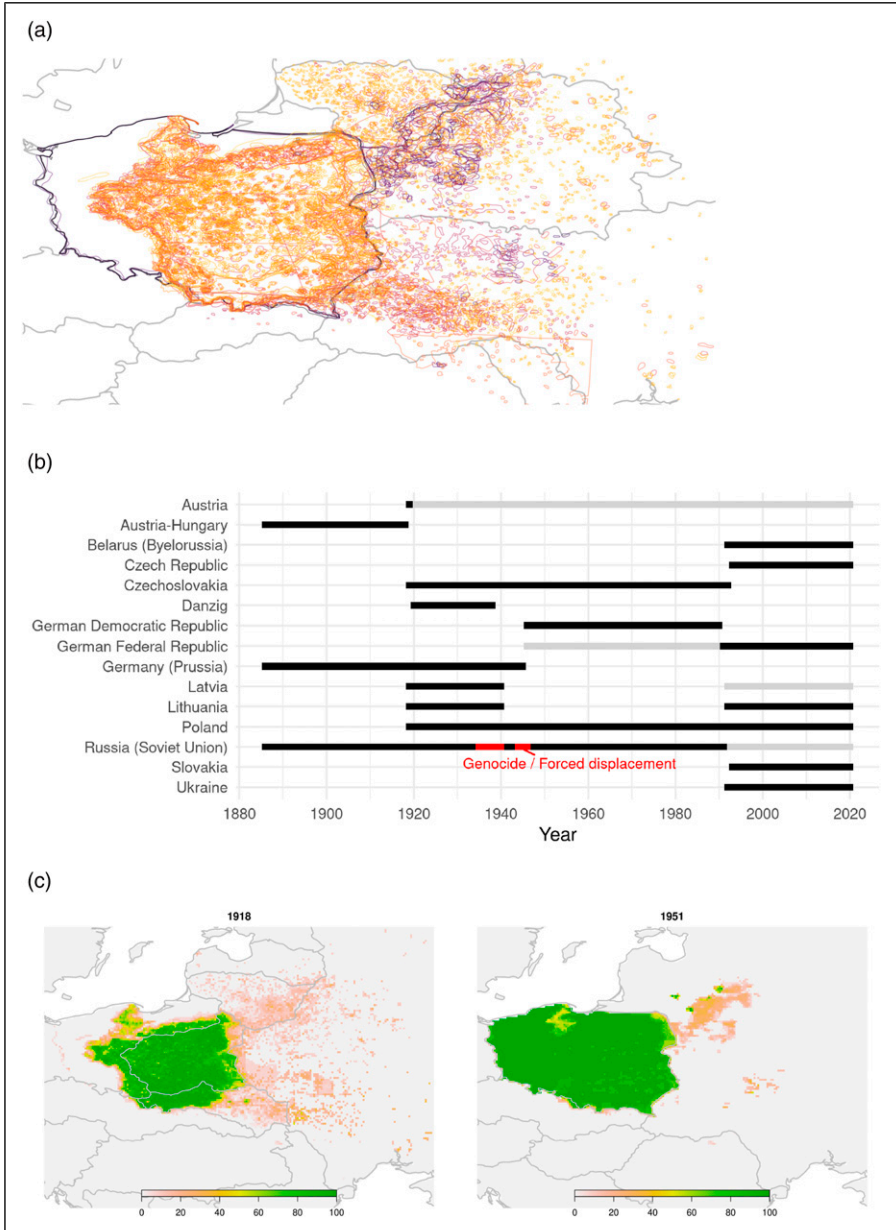 (a)
(b)
Austria
Austria-Hungary
Belarus (Byelorussia)
Czech Republic
Czechoslovakia
Danzig
German Democratic Republic
German Federal Republic
Germany (Prussia)
Latvia
Lithuania
Poland
Russia (Soviet Union)
Genocide / Forced displacement
Slovakia
Ukraine
1880 1900 1920 1940 1960 1980 2000 2020
Year
(c)
1918 1951
0 20 40 60 80 100 0 20 40 60 80 100